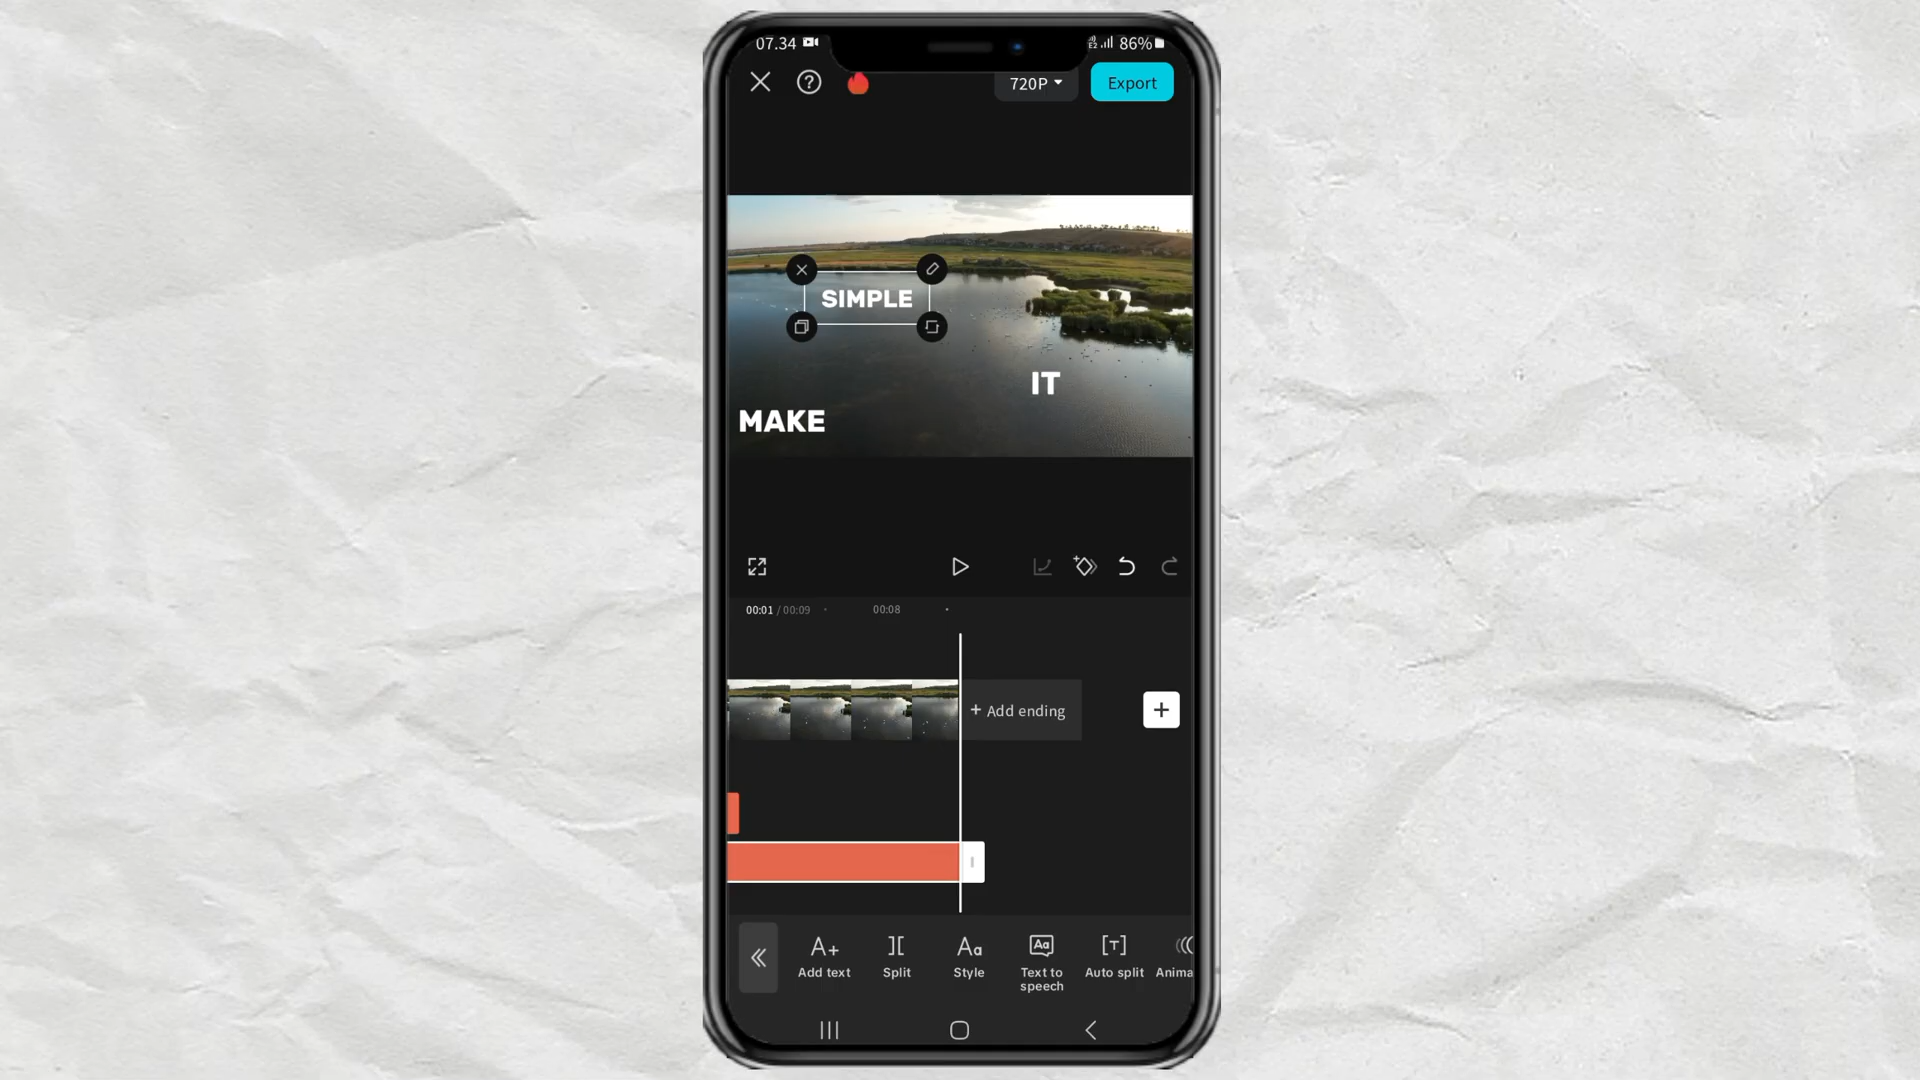 07.34
86%
720P
Export
SIMPLE
IT
MAKE
00:01 / 00:09
00:08
+ Add ending
Add text
Split
Style
Text to
speech
Auto split
Anima